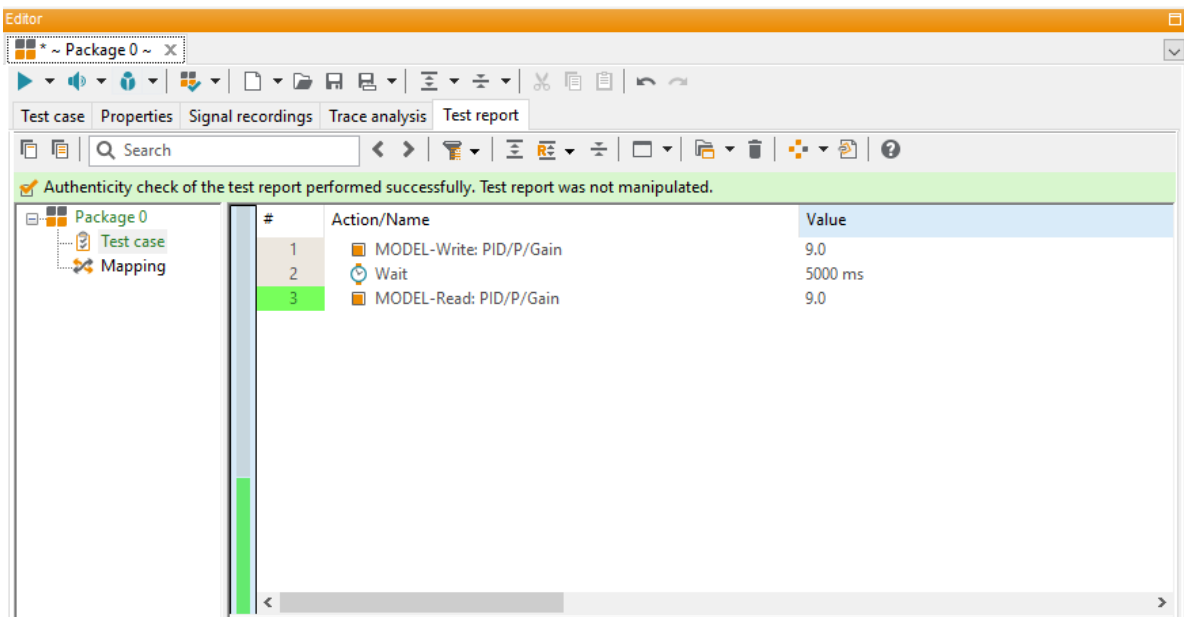 Editor
* ~ Package 0 ~
Test case Properties Signal recordings Trace analysis Test report
Search
Authenticity check of the test report performed successfully. Test report was not manipulated.
Package 0
Test case
Mapping
# Action/Name Value
1 MODEL-Write: PID/P/Gain 9.0
2 Wait 5000 ms
3 MODEL-Read: PID/P/Gain 9.0